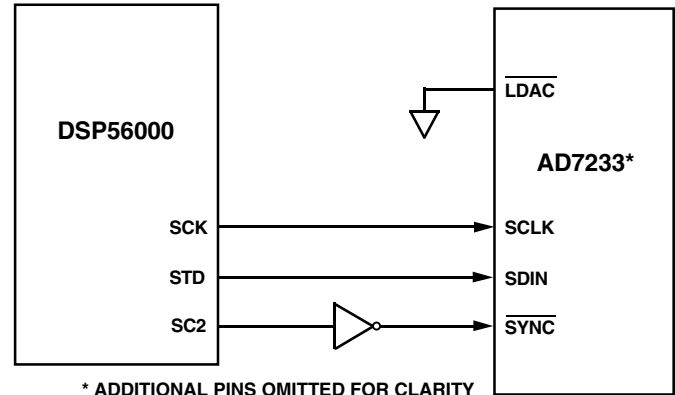 LDAC
DSP56000
AD7233*
SCK
SCLK
STD
SDIN
SC2
SYNC
* ADDITIONAL PINS OMITTED FOR CLARITY